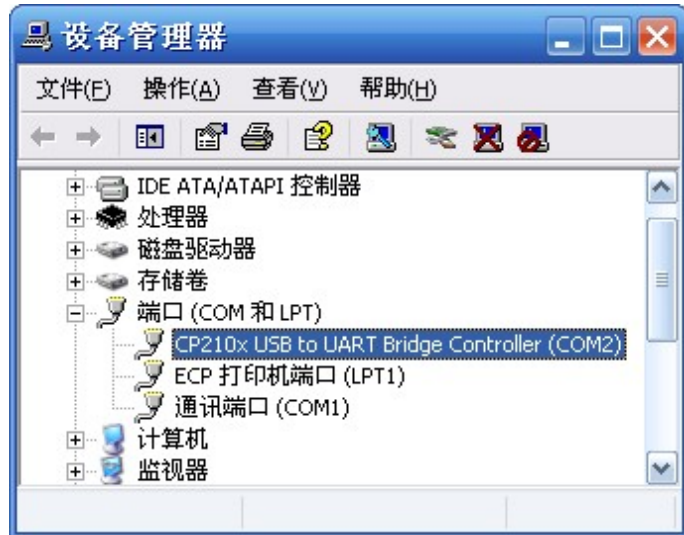 设备管理器
文件(F) 操作(A) 查看(V) 帮助(H)
IDE ATA/ATAPI 控制器
处理器
磁盘驱动器
存储卷
端口 (COM 和 LPT)
CP210x USB to UART Bridge Controller (COM2)
ECP 打印机端口 (LPT1)
通讯端口 (COM1)
计算机
监视器